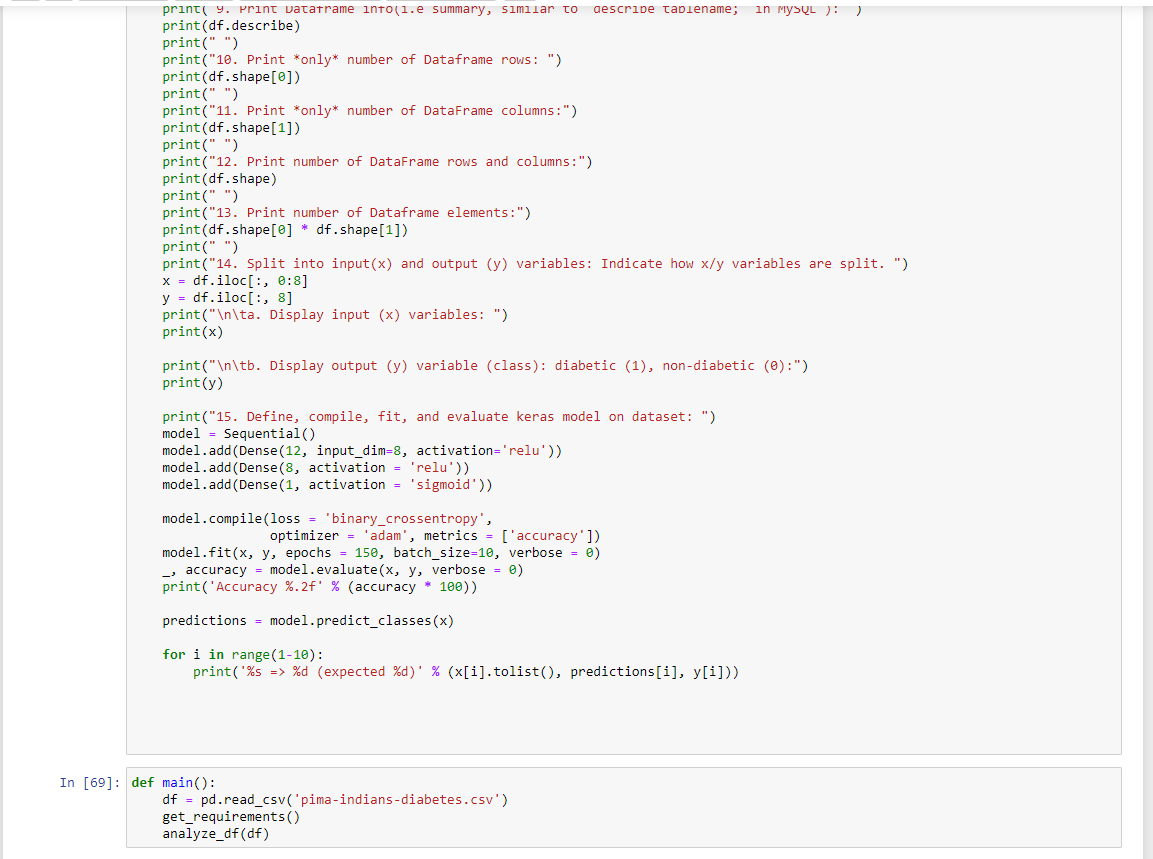 print("9. Print Dataframe info(i.e summary, similar to "describe tablename;" in MySQL"): ")
print(df.describe)
print(" ")
print("10. Print *only* number of Dataframe rows: ")
print(df.shape[0])
print(" ")
print("11. Print *only* number of DataFrame columns:")
print(df.shape[1])
print(" ")
print("12. Print number of DataFrame rows and columns:")
print(df.shape)
print(" ")
print("13. Print number of Dataframe elements:")
print(df.shape[0] * df.shape[1])
print(" ")
print("14. Split into input(x) and output (y) variables: Indicate how x/y variables are split. ")
x = df.iloc[:, 0:8]
y = df.iloc[:, 8]
print("\n\ta. Display input (x) variables: ")
print(x)
print("\n\tb. Display output (y) variable (class): diabetic (1), non-diabetic (0):")
print(y)
print("15. Define, compile, fit, and evaluate keras model on dataset: ")
model = Sequential()
model.add(Dense(12, input_dim=8, activation='relu'))
model.add(Dense(8, activation = 'relu'))
model.add(Dense(1, activation = 'sigmoid'))
model.compile(loss = 'binary_crossentropy',
optimizer = 'adam', metrics = ['accuracy'])
model.fit(x, y, epochs = 150, batch_size=10, verbose = 0)
_, accuracy = model.evaluate(x, y, verbose = 0)
print('Accuracy %.2f' % (accuracy * 100))
predictions = model.predict_classes(x)
for i in range(1-10):
print('%s => %d (expected %d)' % (x[i].tolist(), predictions[i], y[i]))
In [69]: def main():
df = pd.read_csv('pima-indians-diabetes.csv')
get_requirements()
analyze_df(df)